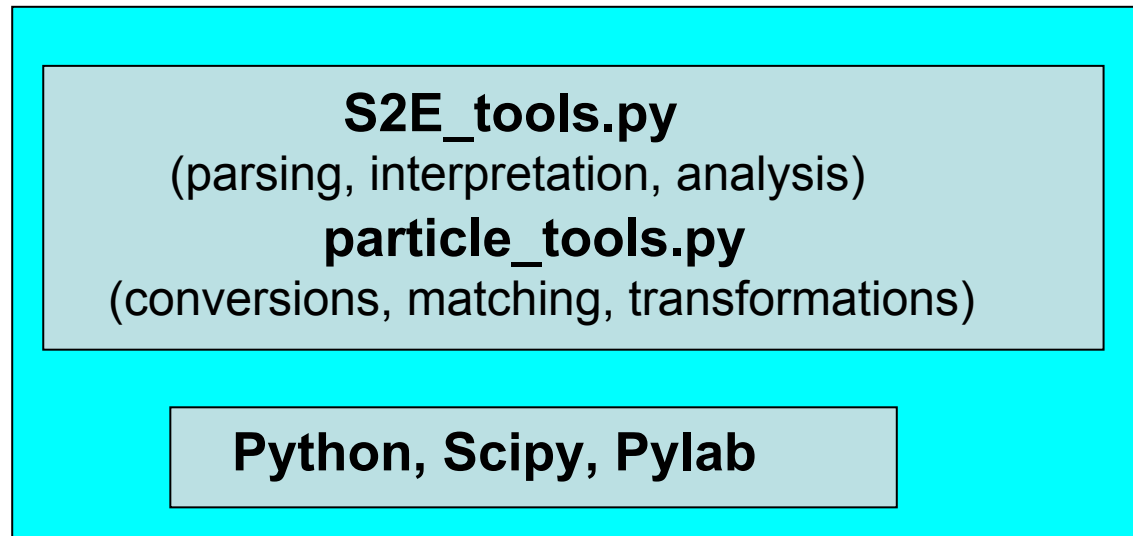 S2E_tools.py
(parsing, interpretation, analysis)
particle_tools.py
(conversions, matching, transformations)
Python, Scipy, Pylab